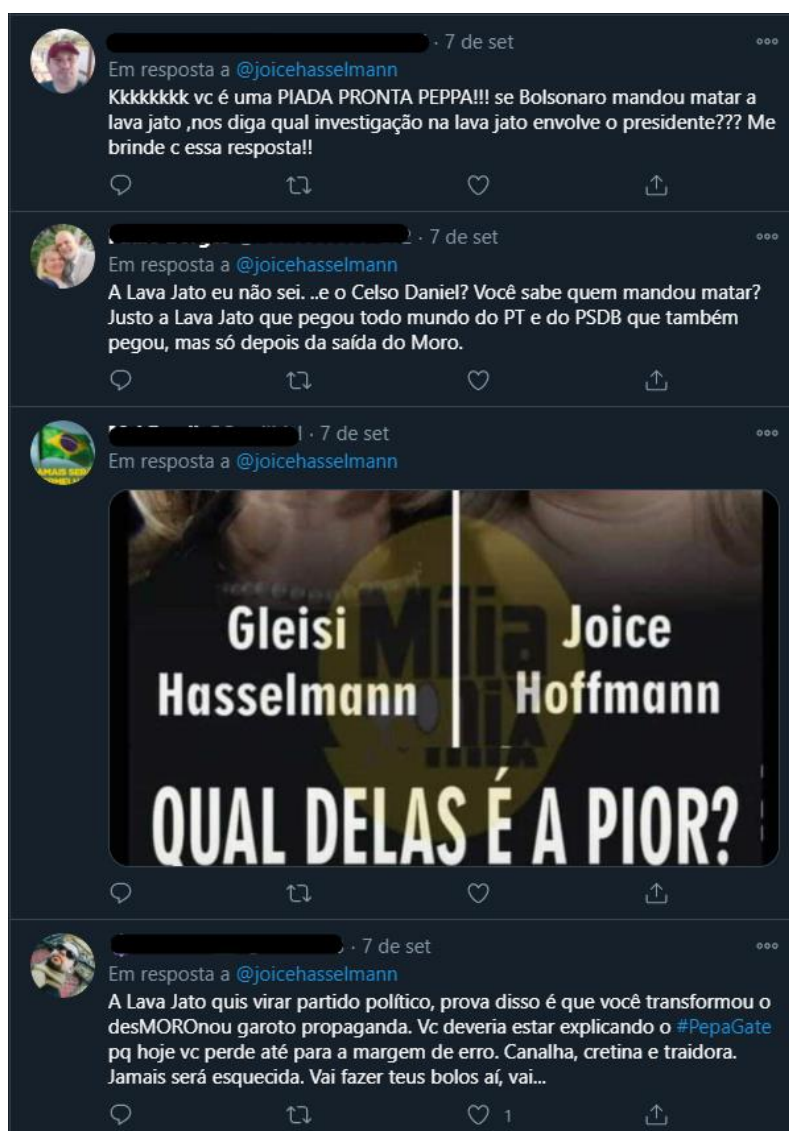 · 7 de set
Em resposta a @joicehasselmann
Kkkkkkkk vc é uma PIADA PRONTA PEPPA!!! se Bolsonaro mandou matar a
lava jato ,nos diga qual investigação na lava jato envolve o presidente??? Me
brinde c essa resposta!!
· 7 de set
Em resposta a @joicehasselmann
A Lava Jato eu não sei. ..e o Celso Daniel? Você sabe quem mandou matar?
Justo a Lava Jato que pegou todo mundo do PT e do PSDB que também
pegou, mas só depois da saída do Moro.
· 7 de set
Em resposta a @joicehasselmann
JAMAIS SERÁ
Gleisi
Hasselmann
Joice
Hoffmann
Milia
nix
QUAL DELAS É A PIOR?
· 7 de set
Em resposta a @joicehasselmann
A Lava Jato quis virar partido político, prova disso é que você transformou o
desMOROnou garoto propaganda. Vc deveria estar explicando o #PepaGate
pq hoje vc perde até para a margem de erro. Canalha, cretina e traidora.
Jamais será esquecida. Vai fazer teus bolos aí, vai...
1